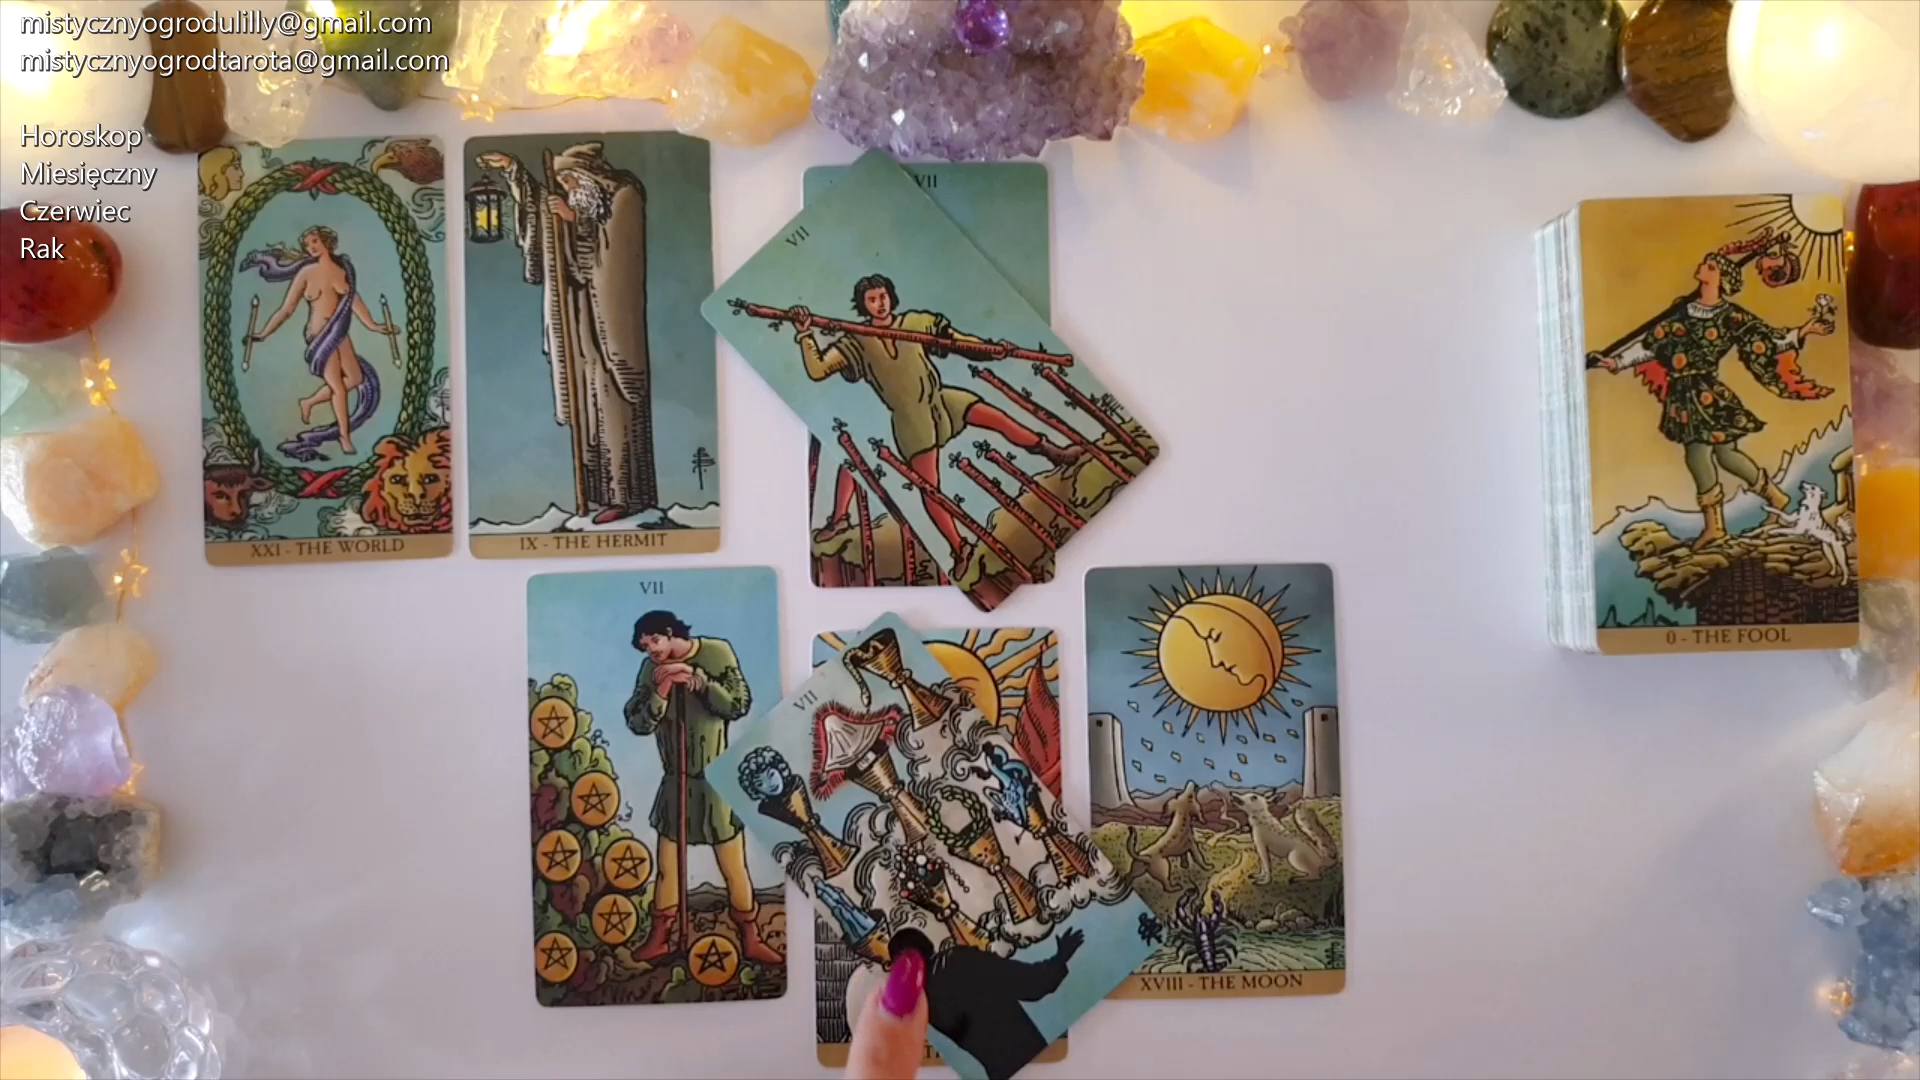 mistycznyogrodulilly@gmail.com
mistycznyogrodtarota@gmail.com
Horoskop
Miesięczny
Czerwiec
Rak
XXI - THE WORLD
IX - THE HERMIT
VII
VII
0 - THE FOOL
VII
VII
XVIII - THE MOON